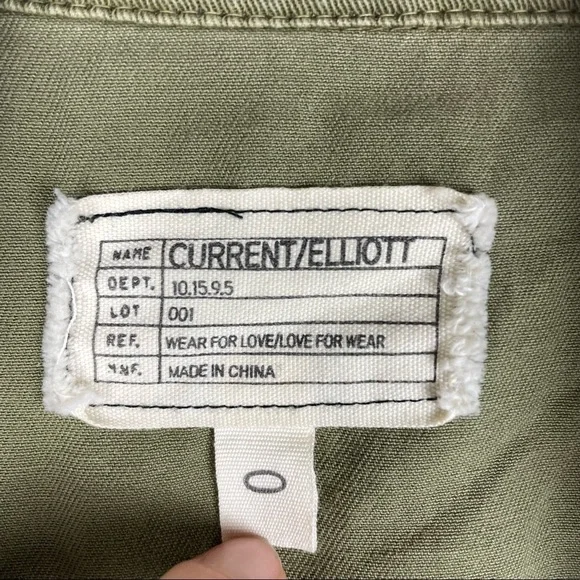 NAME CURRENT/ELLIOTT
DEPT. 10.15.9.5
LOT 001
REF. WEAR FOR LOVE/LOVE FOR WEAR
MNF. MADE IN CHINA
0